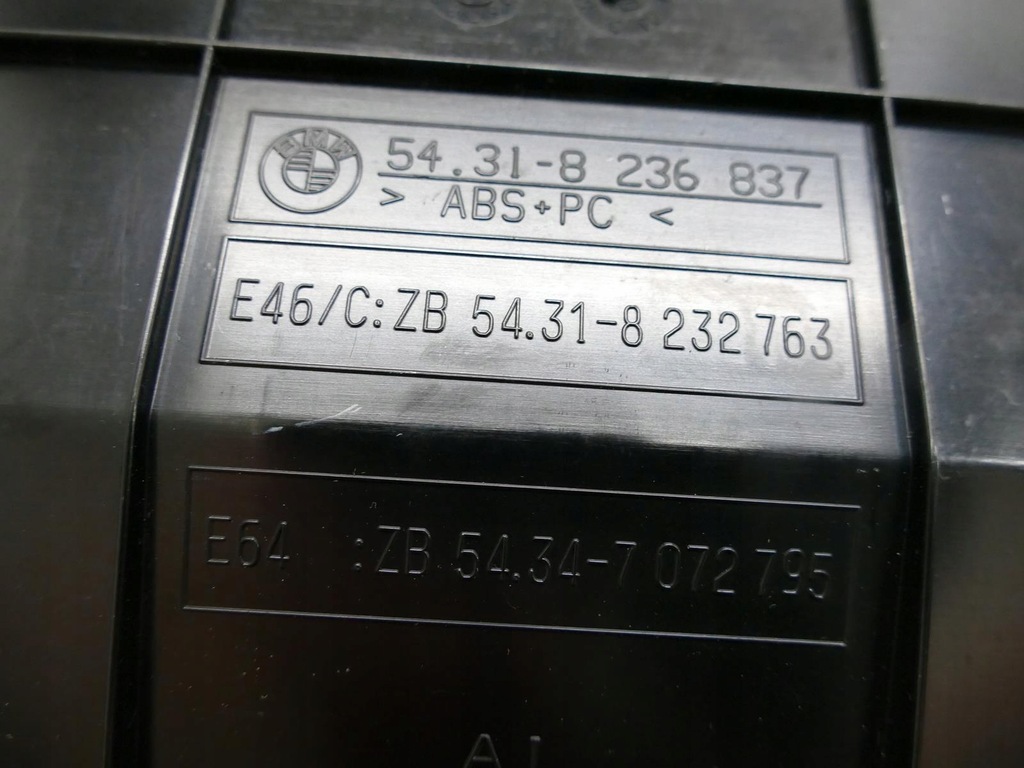 BMW
54.31-8 236 837
> ABS+PC <
E46/C:ZB 54.31-8 232 763
E64 :ZB 54.34-7 072 795